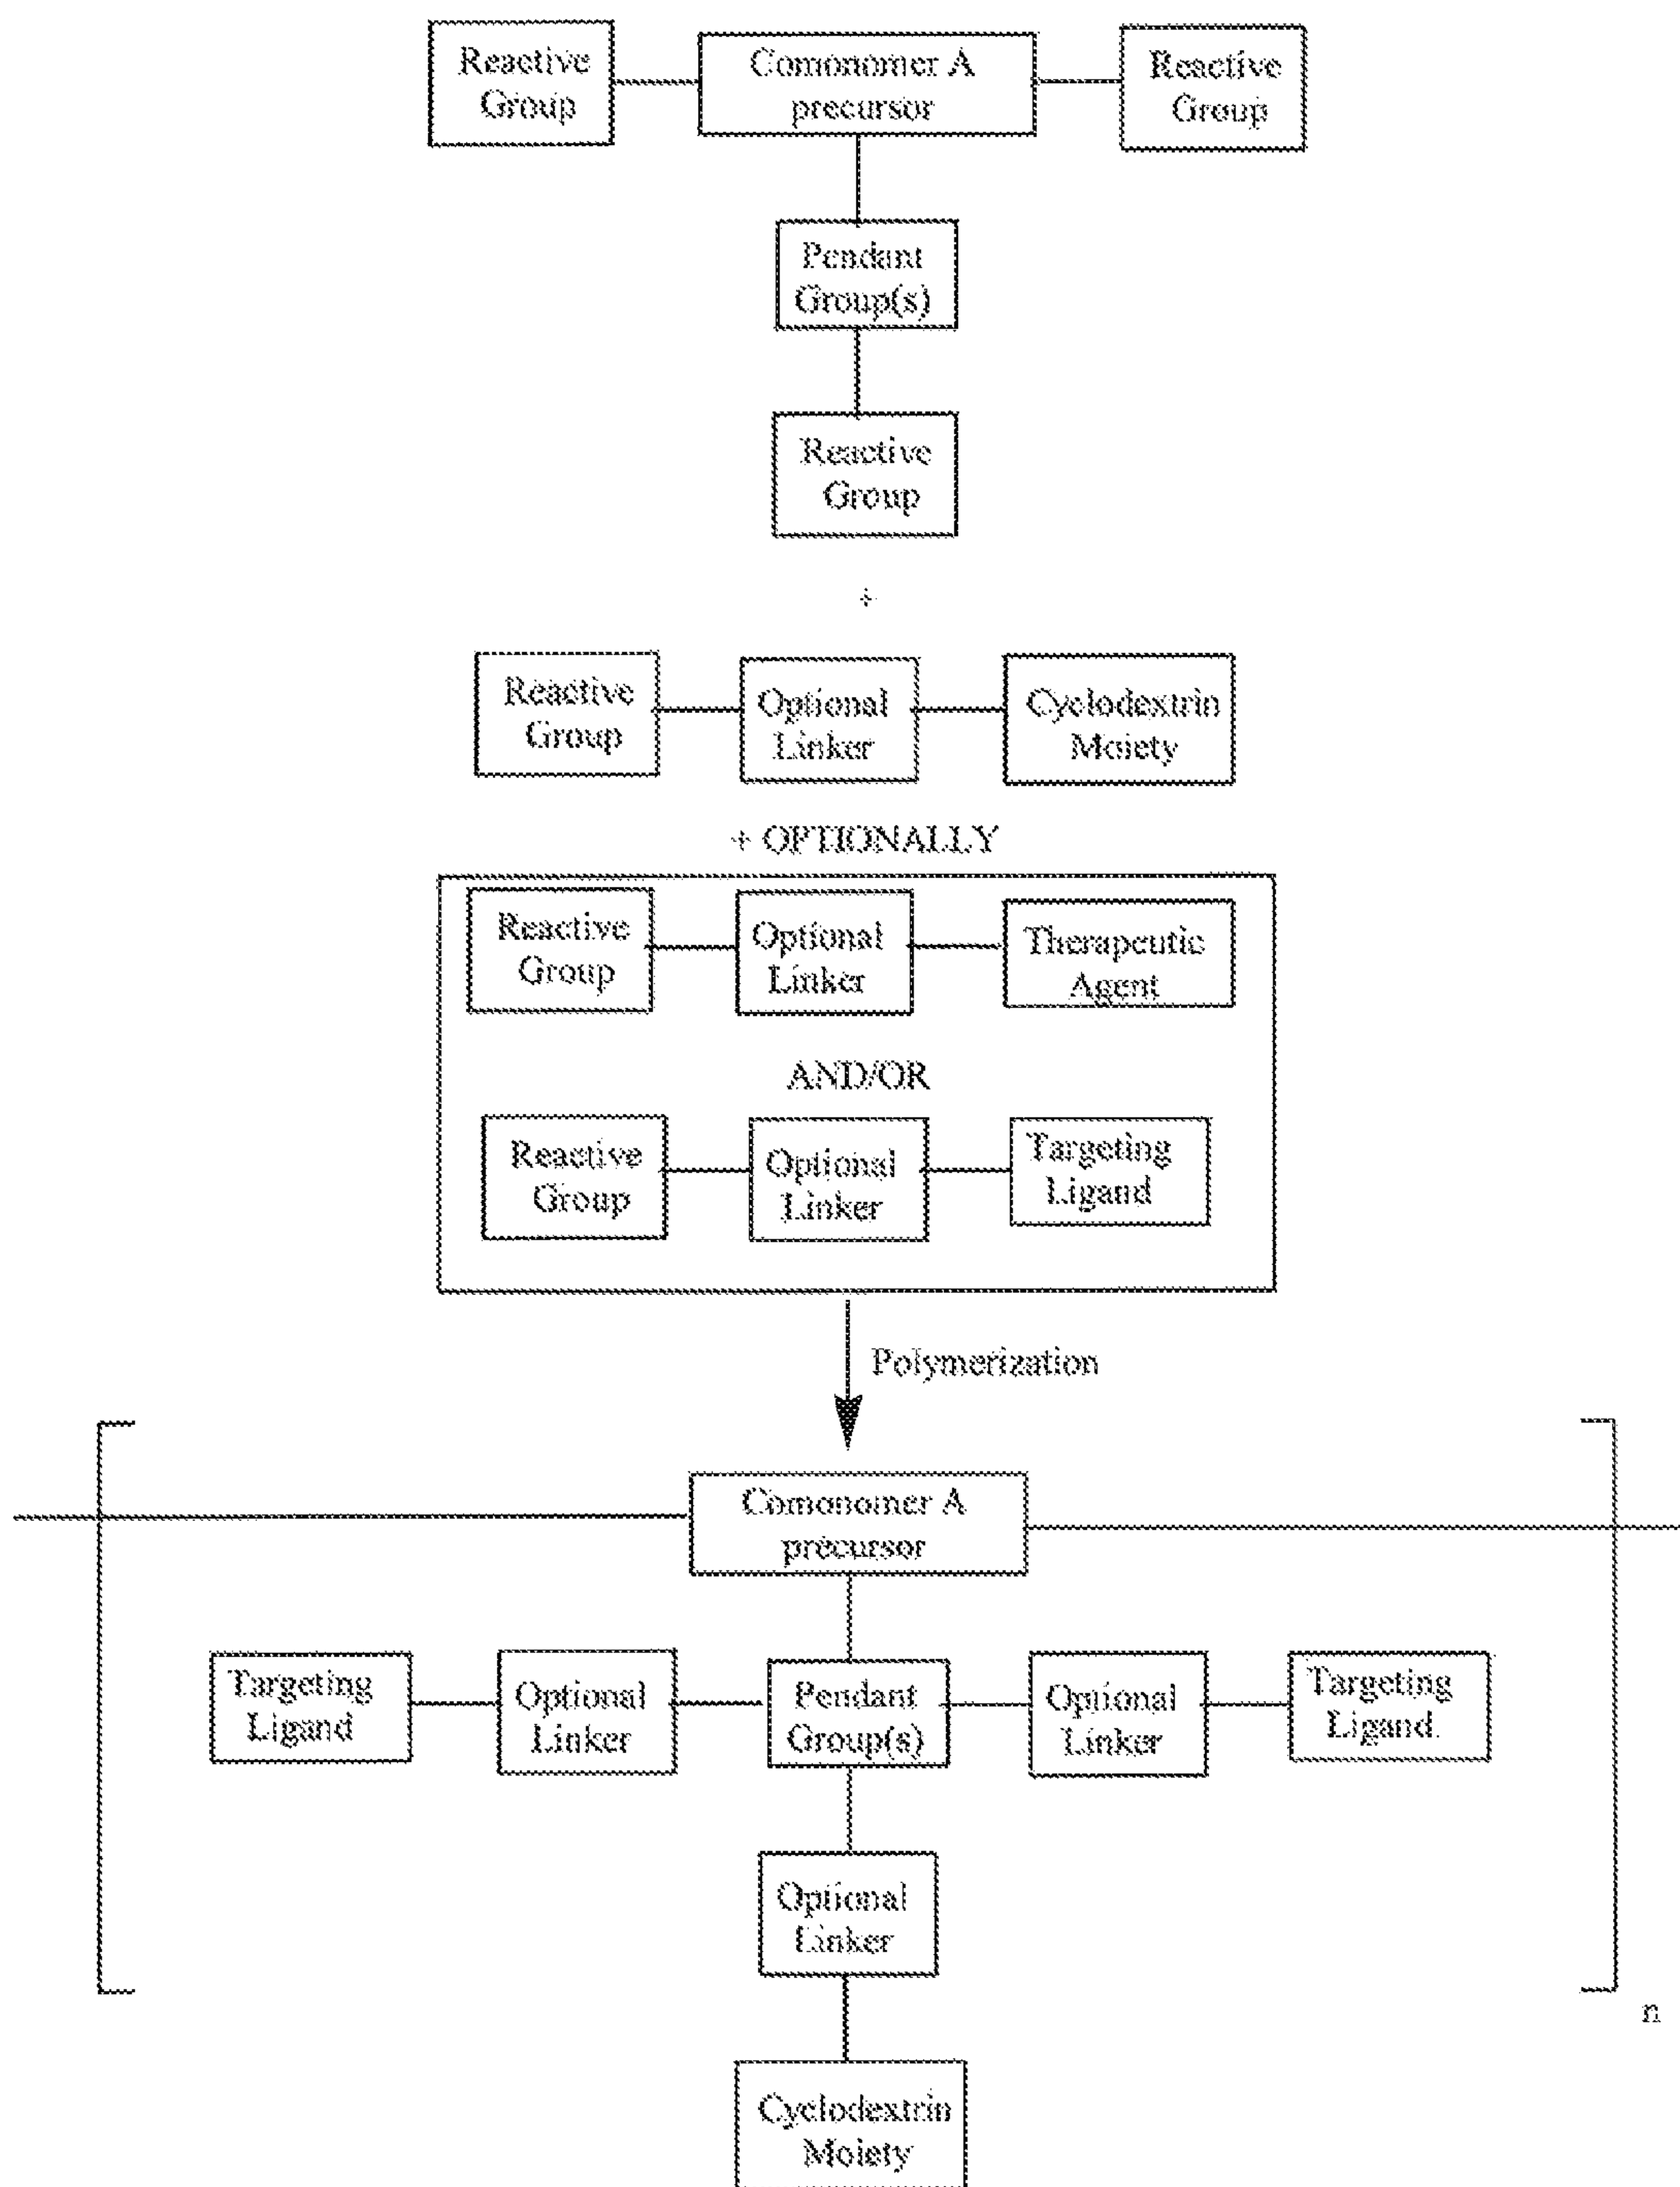 Reactive
Group
Comonomer A
precursor
Reactive
Group
Pendant
Group(s)
Reactive
Group
+
Reactive
Group
Optional
Linker
Cyclodextrin
Moiety
+ OPTIONALLY
Reactive
Group
Optional
Linker
Therapeutic
Agent
AND/OR
Reactive
Group
Optional
Linker
Targeting
Ligand
Polymerization
Comonomer A
precursor
Targeting
Ligand
Optional
Linker
Pendant
Group(s)
Optional
Linker
Targeting
Ligand
Optional
Linker
n
Cyclodextrin
Moiety